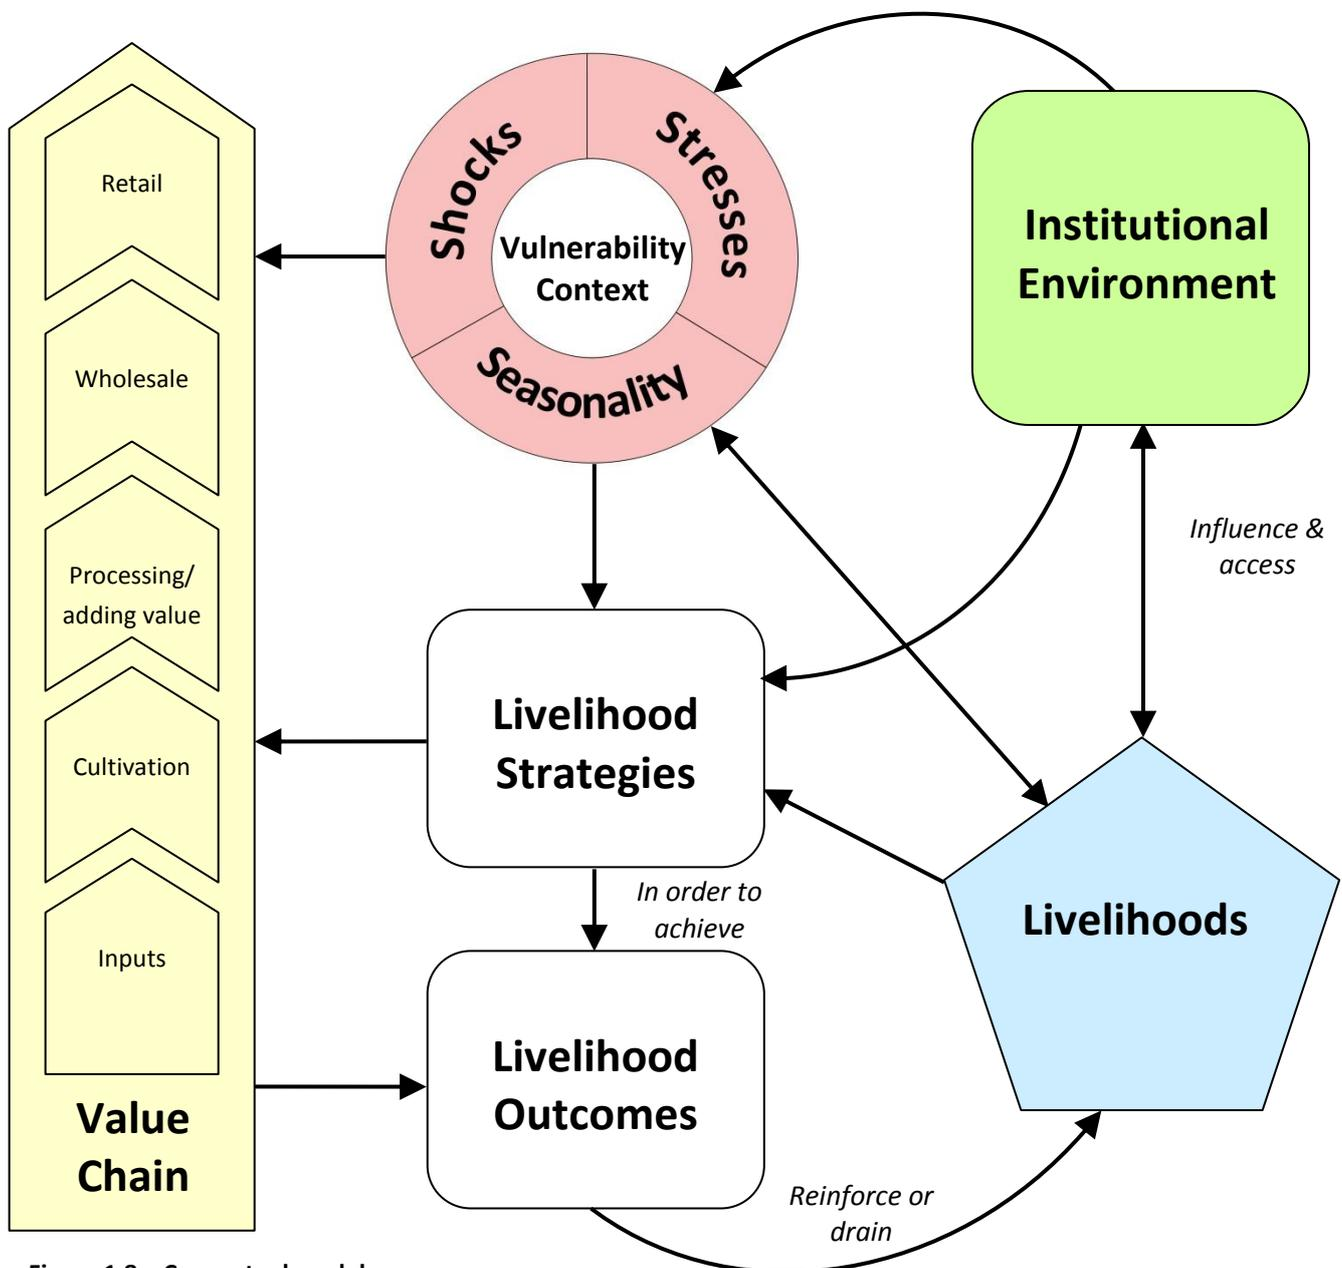 Retail
Wholesale
Processing/
adding value
Cultivation
Inputs
Value
Chain
Shocks
Stresses
Seasonality
Vulnerability
Context
Institutional
Environment
Influence &
access
Livelihood
Strategies
In order to
achieve
Livelihood
Outcomes
Livelihoods
Reinforce or
drain